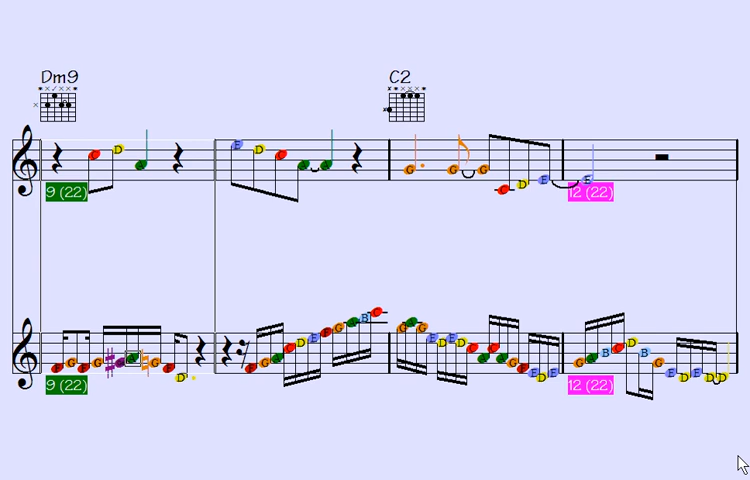 Dm9
C2
C D A
E D C A A
G G G C D E E
9 (22)
12 (22)
F G F G G A G F D
F G A C D E F G A B C
G A G E D E D C A C A G F E D E
G A B C D B G E D E D D
9 (22)
12 (22)